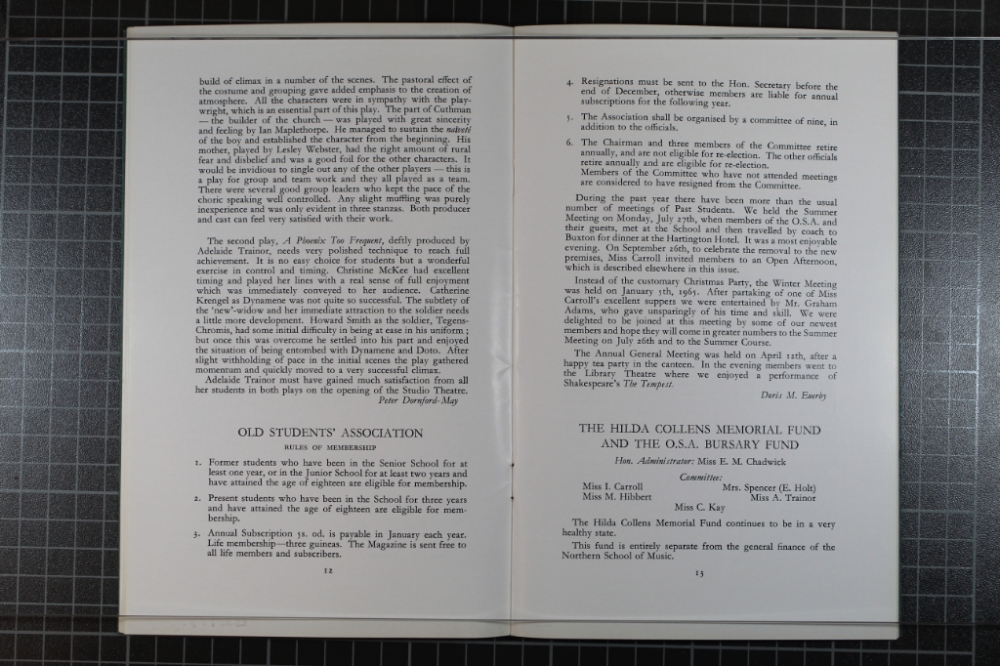 build of climax in a number of the scenes. The pastoral effect of
the costume and grouping gave added emphasis to the creation of
atmosphere. All the characters were in sympathy with the play-
wright, which is an essential part of this play. The part of Cuthman
— the builder of the church — was played with great sincerity
and feeling by Ian Maplethorpe. He managed to sustain the naïveté
of the boy and established the character from the beginning. His
mother, played by Lesley Webster, had the right amount of rural
fear and disbelief and was a good foil for the other characters. It
would be invidious to single out any of the other players — this is
a play for group and team work and they all played as a team.
There were several good group leaders who kept the pace of the
choric speaking well controlled. Any slight muffling was purely
inexperience and was only evident in three stanzas. Both producer
and cast can feel very satisfied with their work.
The second play, A Phoenix Too Frequent, deftly produced by
Adelaide Trainor, needs very polished technique to reach full
achievement. It is no easy choice for students but a wonderful
exercise in control and timing. Christine McKee had excellent
timing and played her lines with a real sense of full enjoyment
which was immediately conveyed to her audience. Catherine
Krengel as Dynamene was not quite so successful. The subtlety of
the 'new'-widow and her immediate attraction to the soldier needs
a little more development. Howard Smith as the soldier, Tegens-
Chromis, had some initial difficulty in being at ease in his uniform ;
but once this was overcome he settled into his part and enjoyed
the situation of being entombed with Dynamene and Doto. After
slight withholding of pace in the initial scenes the play gathered
momentum and quickly moved to a very successful climax.
Adelaide Trainor must have gained much satisfaction from all
her students in both plays on the opening of the Studio Theatre.
Peter Dornford-May
OLD STUDENTS' ASSOCIATION
RULES OF MEMBERSHIP
1. Former students who have been in the Senior School for at
least one year, or in the Junior School for at least two years and
have attained the age of eighteen are eligible for membership.
2. Present students who have been in the School for three years
and have attained the age of eighteen are eligible for mem-
bership.
3. Annual Subscription 5s. od. is payable in January each year.
Life membership—three guineas. The Magazine is sent free to
all life members and subscribers.
12
4. Resignations must be sent to the Hon. Secretary before the
end of December, otherwise members are liable for annual
subscriptions for the following year.
5. The Association shall be organised by a committee of nine, in
addition to the officials.
6. The Chairman and three members of the Committee retire
annually, and are not eligible for re-election. The other officials
retire annually and are eligible for re-election.
Members of the Committee who have not attended meetings
are considered to have resigned from the Committee.
During the past year there have been more than the usual
number of meetings of Past Students. We held the Summer
Meeting on Monday, July 27th, when members of the O.S.A. and
their guests, met at the School and then travelled by coach to
Buxton for dinner at the Hartington Hotel. It was a most enjoyable
evening. On September 26th, to celebrate the removal to the new
premises, Miss Carroll invited members to an Open Afternoon,
which is described elsewhere in this issue.
Instead of the customary Christmas Party, the Winter Meeting
was held on January 5th, 1965. After partaking of one of Miss
Carroll's excellent suppers we were entertained by Mr. Graham
Adams, who gave unsparingly of his time and skill. We were
delighted to be joined at this meeting by some of our newest
members and hope they will come in greater numbers to the Summer
Meeting on July 26th and to the Summer Course.
The Annual General Meeting was held on April 12th, after a
happy tea party in the canteen. In the evening members went to
the Library Theatre where we enjoyed a performance of
Shakespeare's The Tempest.
Doris M. Euerby
THE HILDA COLLENS MEMORIAL FUND
AND THE O.S.A. BURSARY FUND
Hon. Administrator: Miss E. M. Chadwick
Committee:
Miss I. Carroll Mrs. Spencer (E. Holt)
Miss M. Hibbert Miss A. Trainor
Miss C. Kay
The Hilda Collens Memorial Fund continues to be in a very
healthy state.
This fund is entirely separate from the general finance of the
Northern School of Music.
13